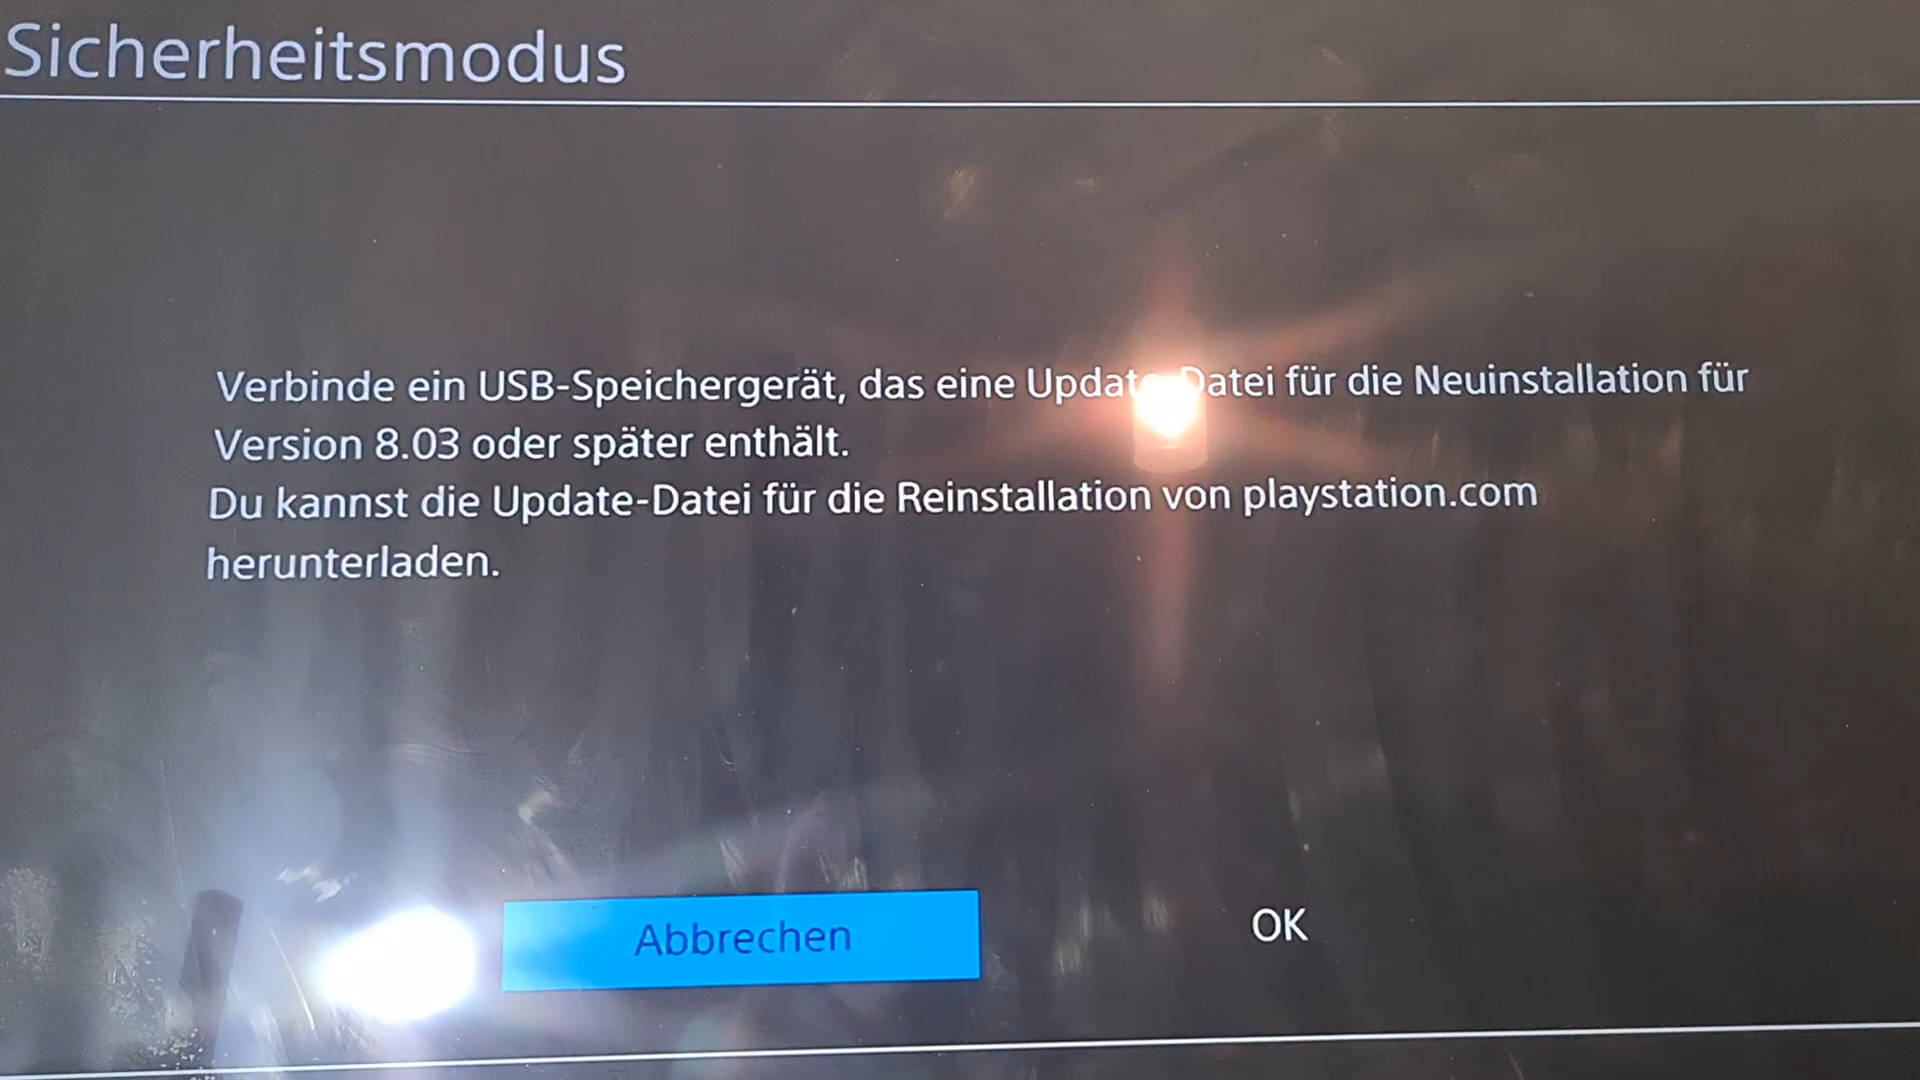 Sicherheitsmodus
Verbinde ein USB-Speichergerät, das eine Update-Datei für die Neuinstallation für
Version 8.03 oder später enthält.
Du kannst die Update-Datei für die Reinstallation von playstation.com
herunterladen.
Abbrechen
OK